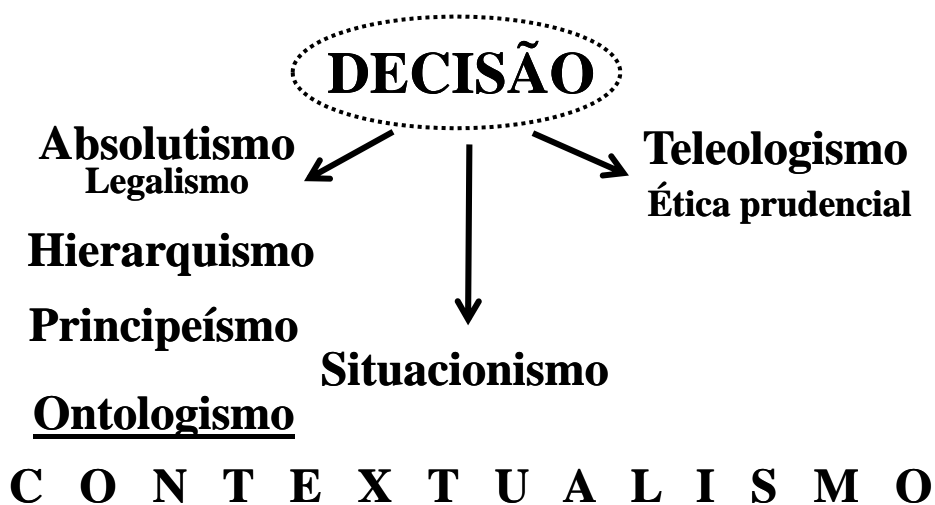 DECISÃO
Absolutismo
Legalismo
Hierarquismo
Principeísmo
Ontologismo
Situacionismo
Teleologismo
Ética prudencial
C O N T E X T U A L I S M O